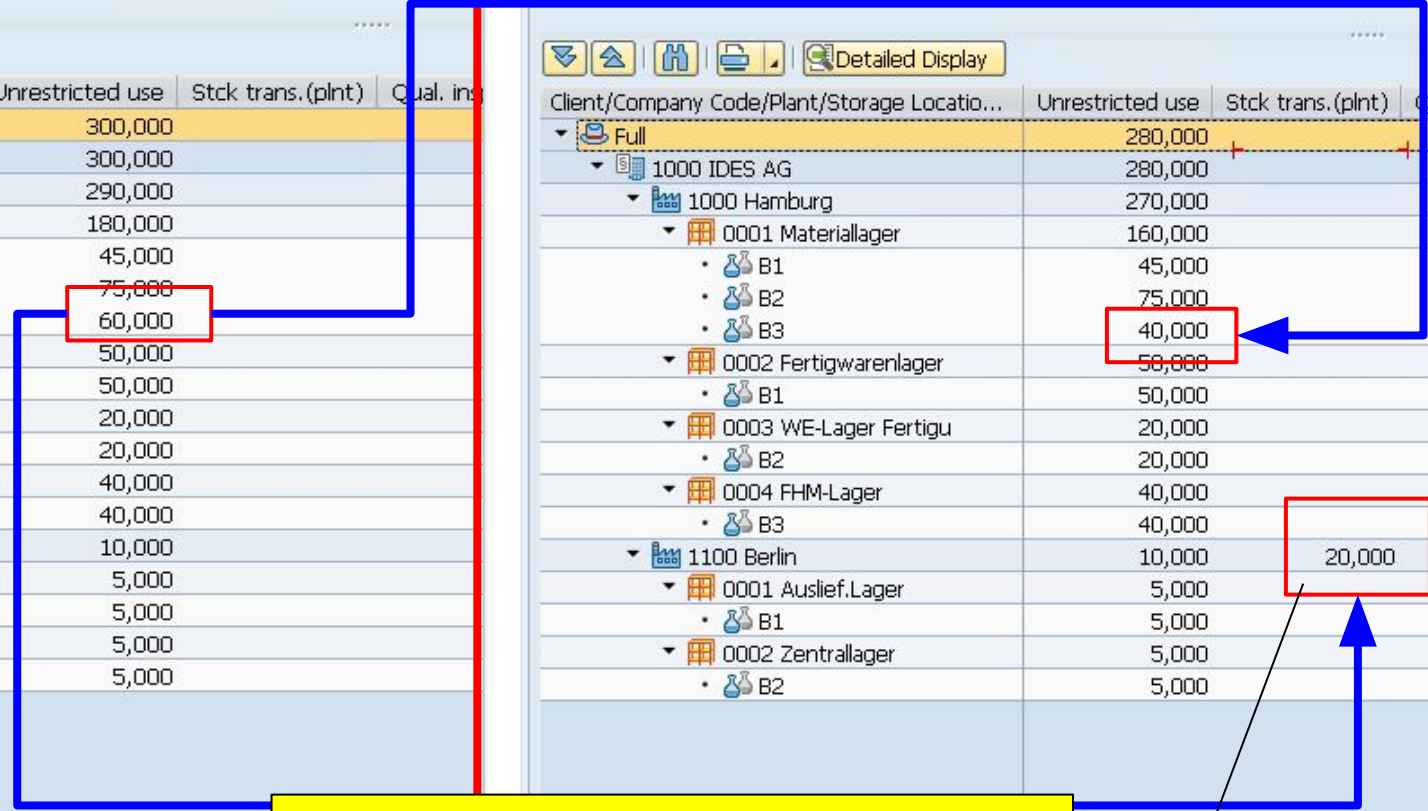 Unrestricted use Stck trans.(plnt) Qual. ins
300,000
300,000
290,000
180,000
45,000
75,000
60,000
50,000
50,000
20,000
20,000
40,000
40,000
10,000
5,000
5,000
5,000
5,000
Detailed Display
Client/Company Code/Plant/Storage Locatio... Unrestricted use Stck trans.(plnt)
Full 280,000
1000 IDES AG 280,000
1000 Hamburg 270,000
0001 Materiallager 160,000
B1 45,000
B2 75,000
B3 40,000
0002 Fertigwarenlager 50,000
B1 50,000
0003 WE-Lager Fertigu 20,000
B2 20,000
0004 FHM-Lager 40,000
B3 40,000
1100 Berlin 10,000 20,000
0001 Auslief.Lager 5,000
B1 5,000
0002 Zentrallager 5,000
B2 5,000